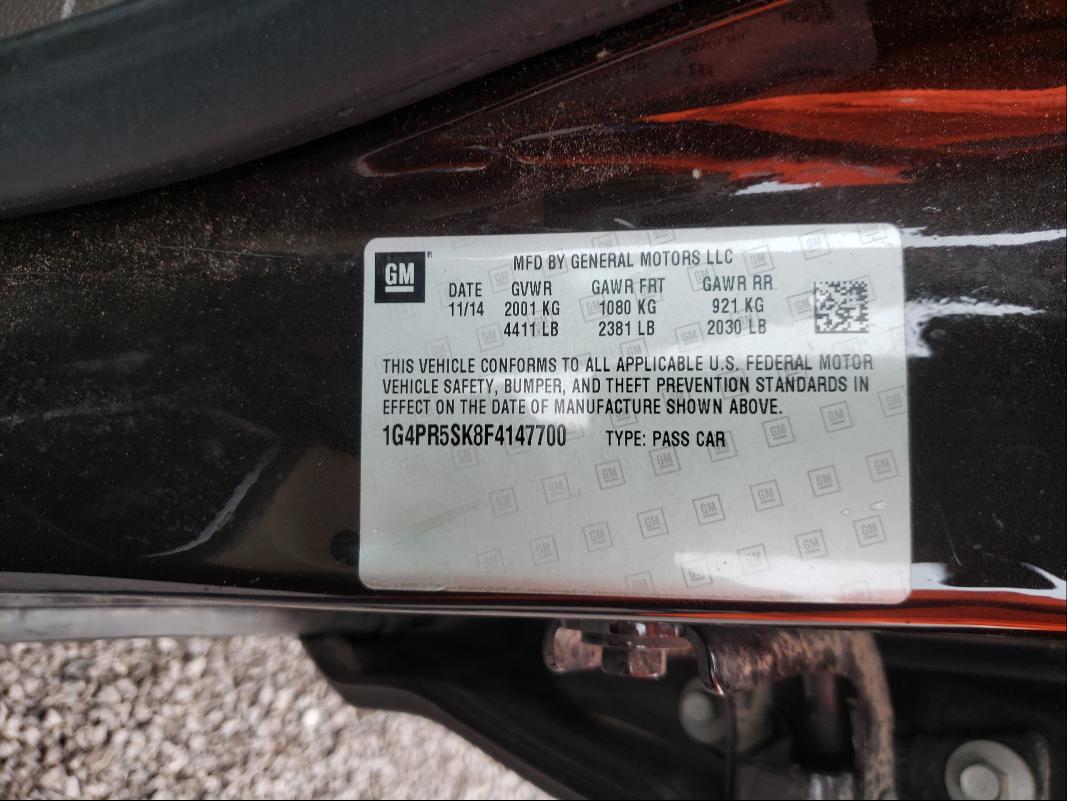 GM®
MFD BY GENERAL MOTORS LLC
DATE GVWR GAWR FRT GAWR RR
11/14 2001 KG 1080 KG 921 KG
4411 LB 2381 LB 2030 LB
THIS VEHICLE CONFORMS TO ALL APPLICABLE U.S. FEDERAL MOTOR
VEHICLE SAFETY, BUMPER, AND THEFT PREVENTION STANDARDS IN
EFFECT ON THE DATE OF MANUFACTURE SHOWN ABOVE.
1G4PR5SK8F4147700 TYPE: PASS CAR